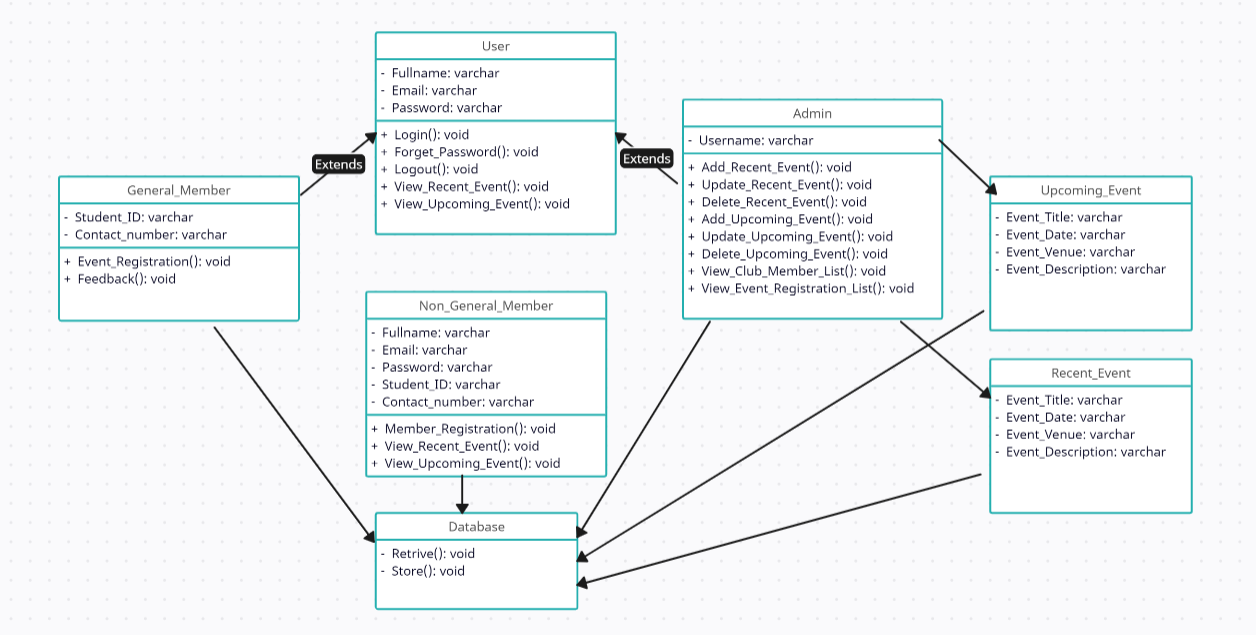 User
- Fullname: varchar
- Email: varchar
- Password: varchar
+ Login(): void
+ Forget_Password(): void
+ Logout(): void
+ View_Recent_Event(): void
+ View_Upcoming_Event(): void
Extends
Extends
Admin
- Username: varchar
+ Add_Recent_Event(): void
+ Update_Recent_Event(): void
+ Delete_Recent_Event(): void
+ Add_Upcoming_Event(): void
+ Update_Upcoming_Event(): void
+ Delete_Upcoming_Event(): void
+ View_Club_Member_List(): void
+ View_Event_Registration_List(): void
General_Member
- Student_ID: varchar
- Contact_number: varchar
+ Event_Registration(): void
+ Feedback(): void
Upcoming_Event
- Event_Title: varchar
- Event_Date: varchar
- Event_Venue: varchar
- Event_Description: varchar
Non_General_Member
- Fullname: varchar
- Email: varchar
- Password: varchar
- Student_ID: varchar
- Contact_number: varchar
+ Member_Registration(): void
+ View_Recent_Event(): void
+ View_Upcoming_Event(): void
Recent_Event
- Event_Title: varchar
- Event_Date: varchar
- Event_Venue: varchar
- Event_Description: varchar
Database
- Retrive(): void
- Store(): void